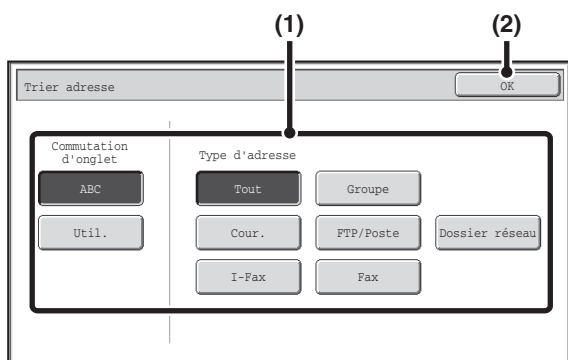 (1) (2)
Trier adresse OK
Commutation
d'onglet
Type d'adresse
ABC Tout Groupe
Util. Cour. FTP/Poste Dossier réseau
I-Fax Fax